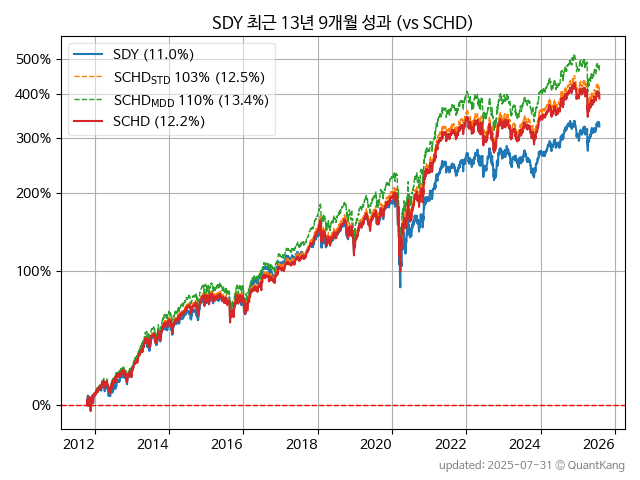 SDY 최근 13년 9개월 성과 (vs SCHD)
SDY (11.0%)
SCHD_STD 103% (12.5%)
SCHD_MDD 110% (13.4%)
SCHD (12.2%)
500%
400%
300%
200%
100%
0%
2012 2014 2016 2018 2020 2022 2024 2026
updated: 2025-07-31 © QuantKang